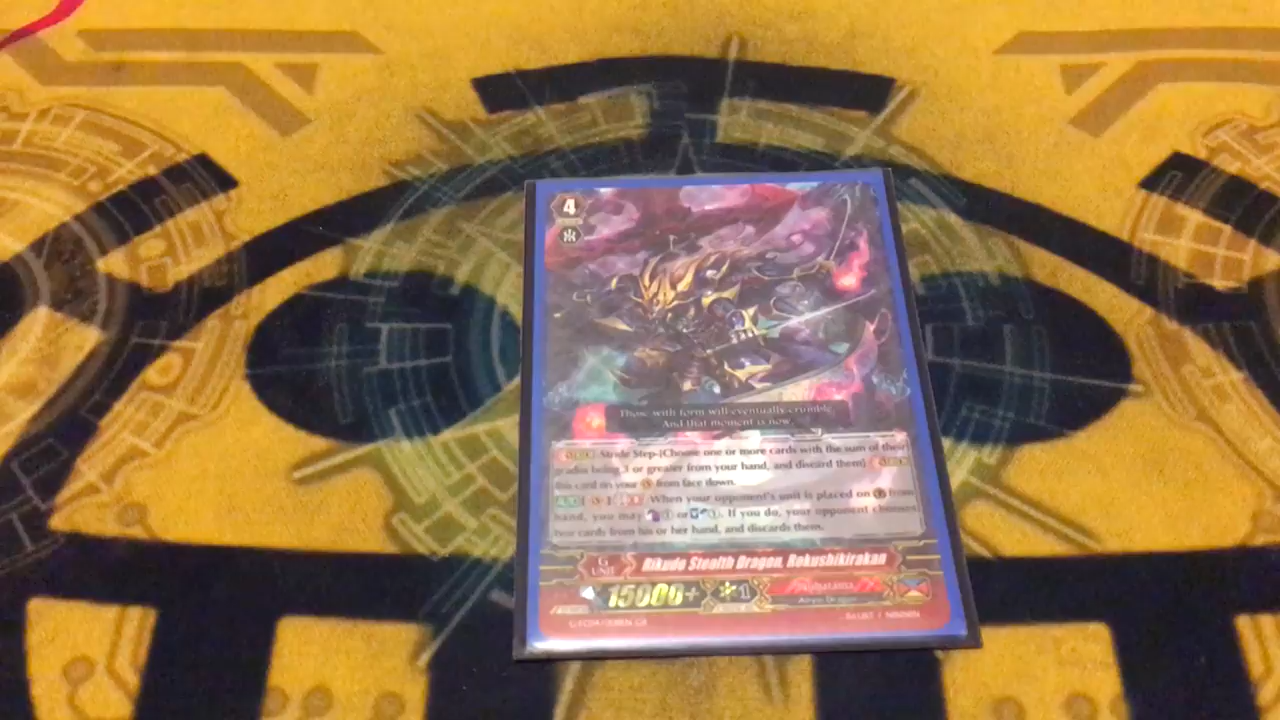 4
Those with form will eventually crumble.
And that moment is now.
Stride Step-[Choose one or more cards with the sum of their
grades being 3 or greater from your hand, and discard them]
this card on your from face down.
When your opponent's unit is placed on from
hand, you may or . If you do, your opponent chooses
two cards from his or her hand, and discards them.
G UNIT
Rikudo Stealth Dragon, Rokushikirakan
15000+ 1
Nubatama
Abyss Dragon